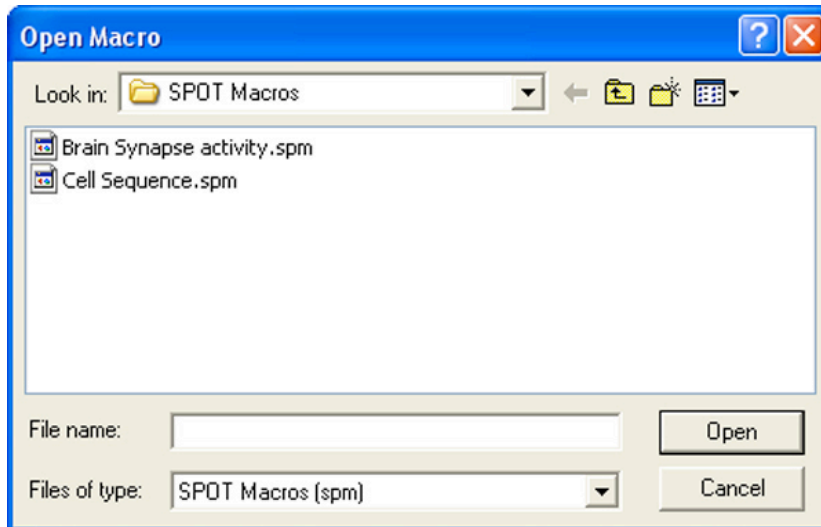 Open Macro
Look in: SPOT Macros
Brain Synapse activity.spm
Cell Sequence.spm
File name: Open
Files of type: SPOT Macros (spm) Cancel